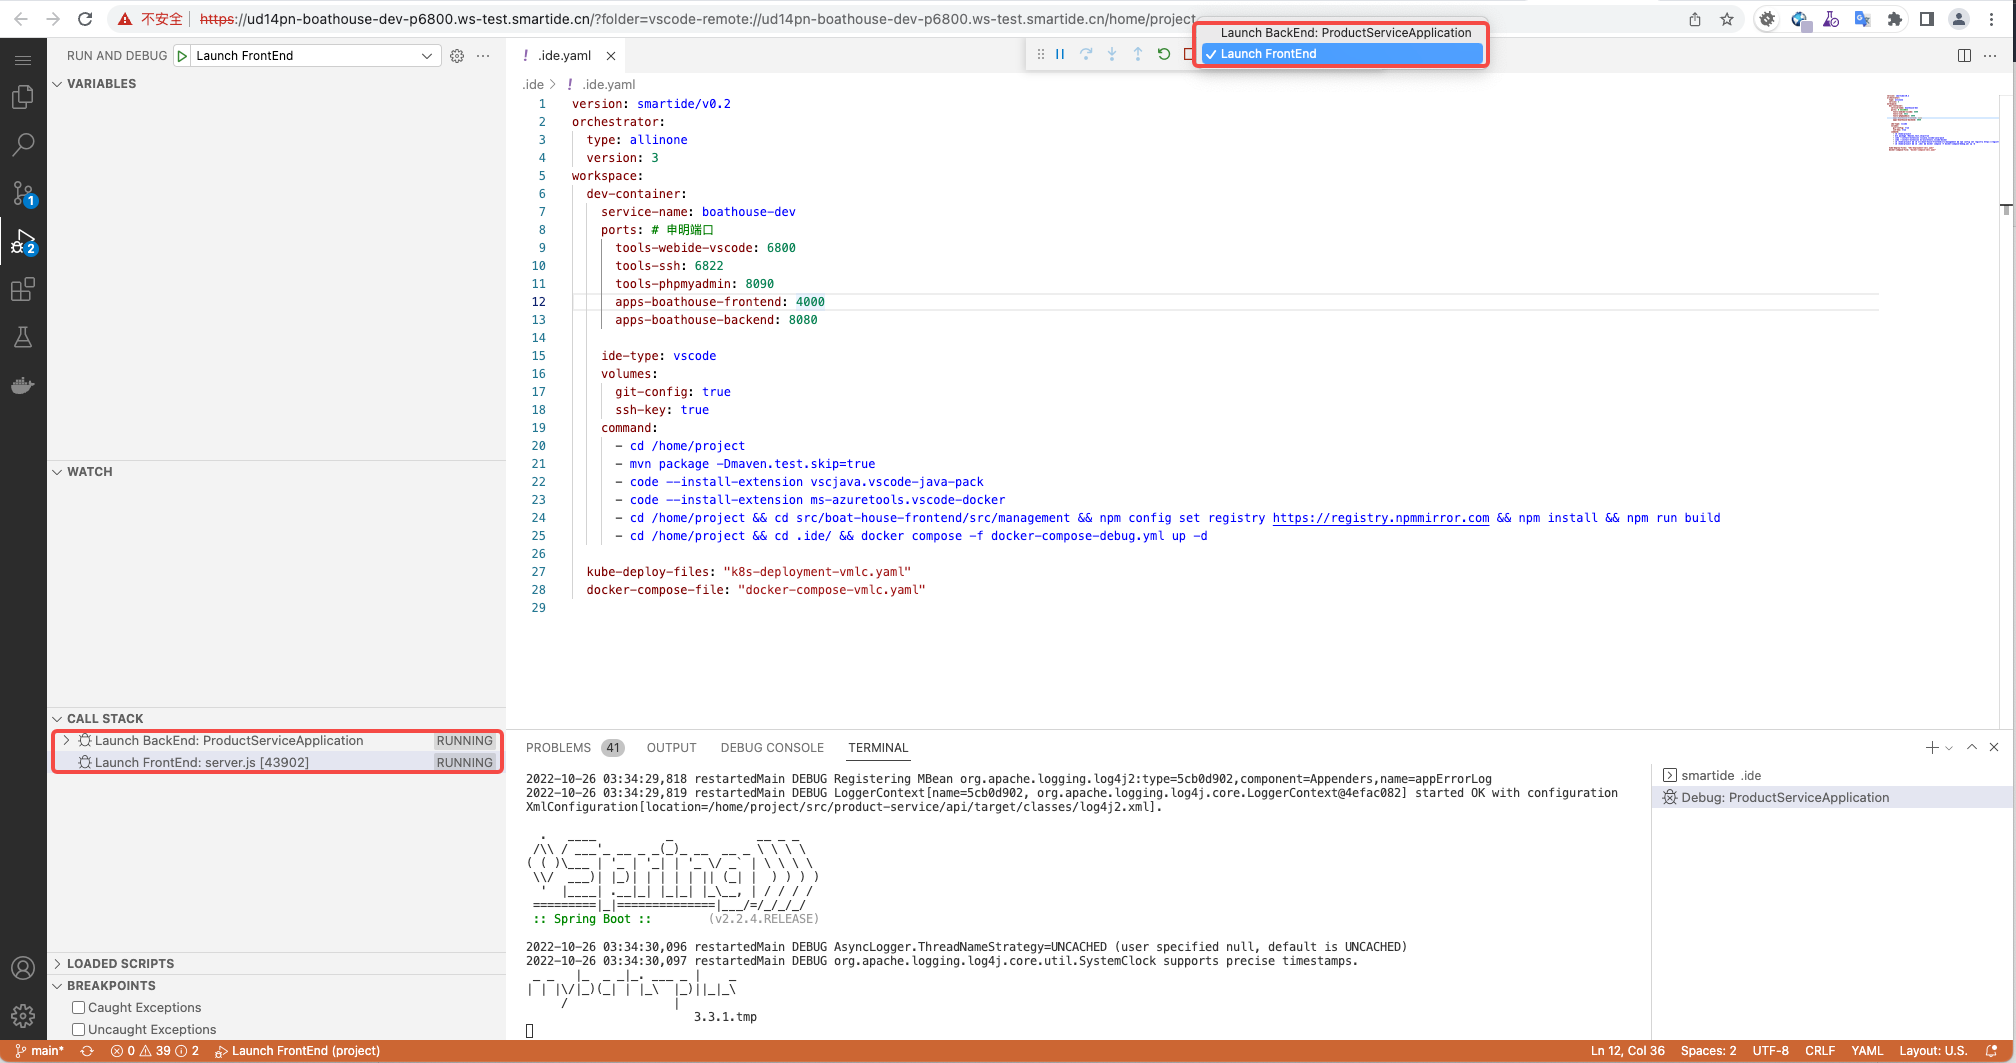 不安全 https://ud14pn-boathouse-dev-p6800.ws-test.smartide.cn/?folder=vscode-remote://ud14pn-boathouse-dev-p6800.ws-test.smartide.cn/home/project
Launch BackEnd: ProductServiceApplication
Launch FrontEnd
RUN AND DEBUG Launch FrontEnd
.ide.yaml
VARIABLES
.ide > ! .ide.yaml
1 version: smartide/v0.2
2 orchestrator:
3 type: allinone
4 version: 3
5 workspace:
6 dev-container:
7 service-name: boathouse-dev
8 ports: # 申明端口
9 tools-webide-vscode: 6800
10 tools-ssh: 6822
11 tools-phpmyadmin: 8090
12 apps-boathouse-frontend: 4000
13 apps-boathouse-backend: 8080
14
15 ide-type: vscode
16 volumes:
17 git-config: true
18 ssh-key: true
19 command:
20 - cd /home/project
21 - mvn package -Dmaven.test.skip=true
22 - code --install-extension vscjava.vscode-java-pack
23 - code --install-extension ms-azuretools.vscode-docker
24 - cd /home/project && cd src/boat-house-frontend/src/management && npm config set registry https://registry.npmmirror.com && npm install && npm run build
25 - cd /home/project && cd .ide/ && docker compose -f docker-compose-debug.yml up -d
26
27 kube-deploy-files: "k8s-deployment-vmlc.yaml"
28 docker-compose-file: "docker-compose-vmlc.yaml"
29
1
2
WATCH
CALL STACK
Launch BackEnd: ProductServiceApplication RUNNING
Launch FrontEnd: server.js [43902] RUNNING
LOADED SCRIPTS
BREAKPOINTS
Caught Exceptions
Uncaught Exceptions
PROBLEMS 41 OUTPUT DEBUG CONSOLE TERMINAL
2022-10-26 03:34:29,818 restartedMain DEBUG Registering MBean org.apache.logging.log4j2:type=5cb0d902,component=Appenders,name=appErrorLog
2022-10-26 03:34:29,819 restartedMain DEBUG LoggerContext[name=5cb0d902, org.apache.logging.log4j.core.LoggerContext@4efac082] started OK with configuration
XmlConfiguration[location=/home/project/src/product-service/api/target/classes/log4j2.xml].
:: Spring Boot :: (v2.2.4.RELEASE)
2022-10-26 03:34:30,096 restartedMain DEBUG AsyncLogger.ThreadNameStrategy=UNCACHED (user specified null, default is UNCACHED)
2022-10-26 03:34:30,097 restartedMain DEBUG org.apache.logging.log4j.core.util.SystemClock supports precise timestamps.
3.3.1.tmp
smartide .ide
Debug: ProductServiceApplication
main* 0 39 2 Launch FrontEnd (project)
Ln 12, Col 36 Spaces: 2 UTF-8 CRLF YAML Layout: U.S.